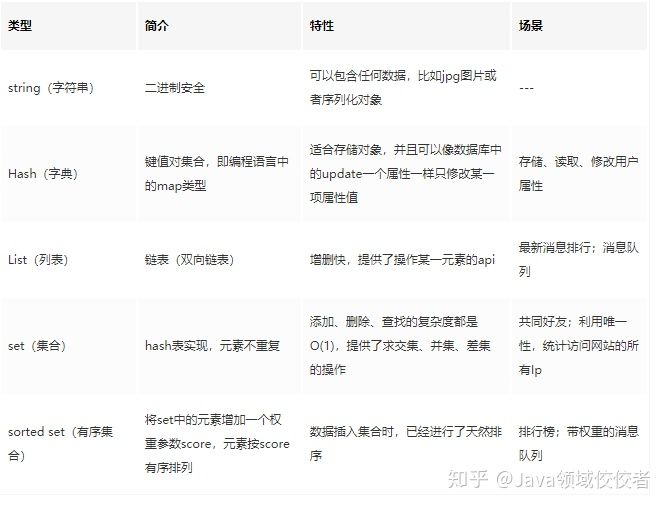 类型 简介 特性 场景
string（字符串） 二进制安全 可以包含任何数据，比如jpg图片或
者序列化对象 ---
Hash（字典） 键值对集合，即编程语言中
的map类型 适合存储对象，并且可以像数据库中
的update一个属性一样只修改某一
项属性值 存储、读取、修改用户
属性
List（列表） 链表（双向链表） 增删快，提供了操作某一元素的api 最新消息排行；消息队
列
set（集合） hash表实现，元素不重复 添加、删除、查找的复杂度都是
O(1)，提供了求交集、并集、差集
的操作 共同好友；利用唯一
性，统计访问网站的所
有Ip
sorted set（有序集
合） 将set中的元素增加一个权
重参数score，元素按score
有序排列 数据插入集合时，已经进行了天然排
序 排行榜；带权重的消息
队列
知乎 @Java领域佼佼者